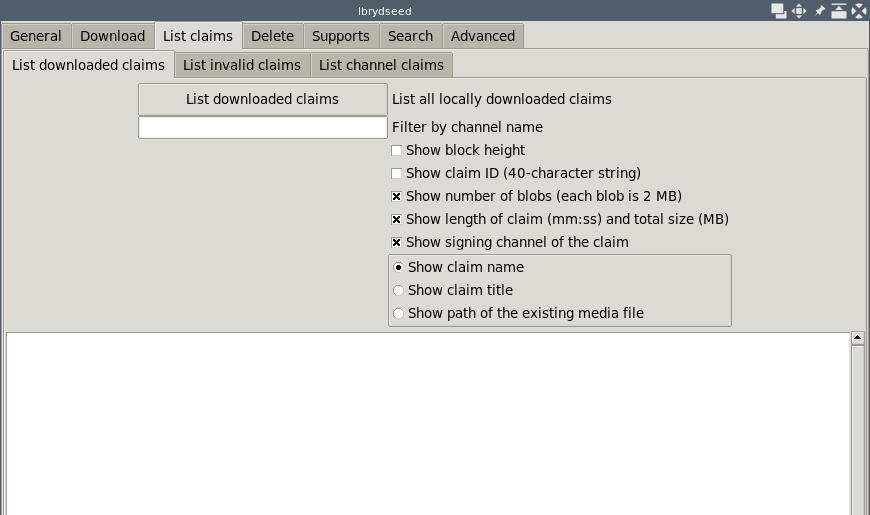 lbrydseed
General Download List claims Delete Supports Search Advanced
List downloaded claims List invalid claims List channel claims
List downloaded claims List all locally downloaded claims
Filter by channel name
Show block height
Show claim ID (40-character string)
Show number of blobs (each blob is 2 MB)
Show length of claim (mm:ss) and total size (MB)
Show signing channel of the claim
Show claim name
Show claim title
Show path of the existing media file